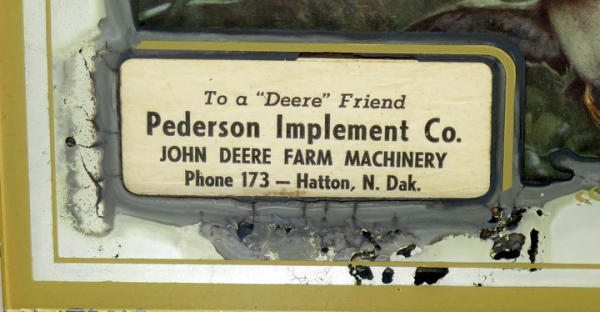 To a “Deere” Friend
Pederson Implement Co.
JOHN DEERE FARM MACHINERY
Phone 173 — Hatton, N. Dak.